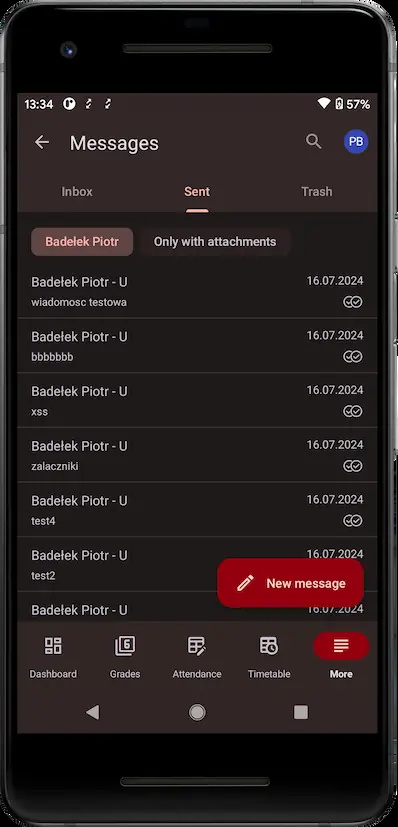 13:34 57%
Messages PB
Inbox Sent Trash
Badełek Piotr Only with attachments
Badełek Piotr - U 16.07.2024
wiadomosc testowa
Badełek Piotr - U 16.07.2024
bbbbbbb
Badełek Piotr - U 16.07.2024
xss
Badełek Piotr - U 16.07.2024
zalaczniki
Badełek Piotr - U 16.07.2024
test4
Badełek Piotr - U 16.07.2024
test2
New message
Badełek Piotr - U 16.07.2024
6
Dashboard Grades Attendance Timetable More